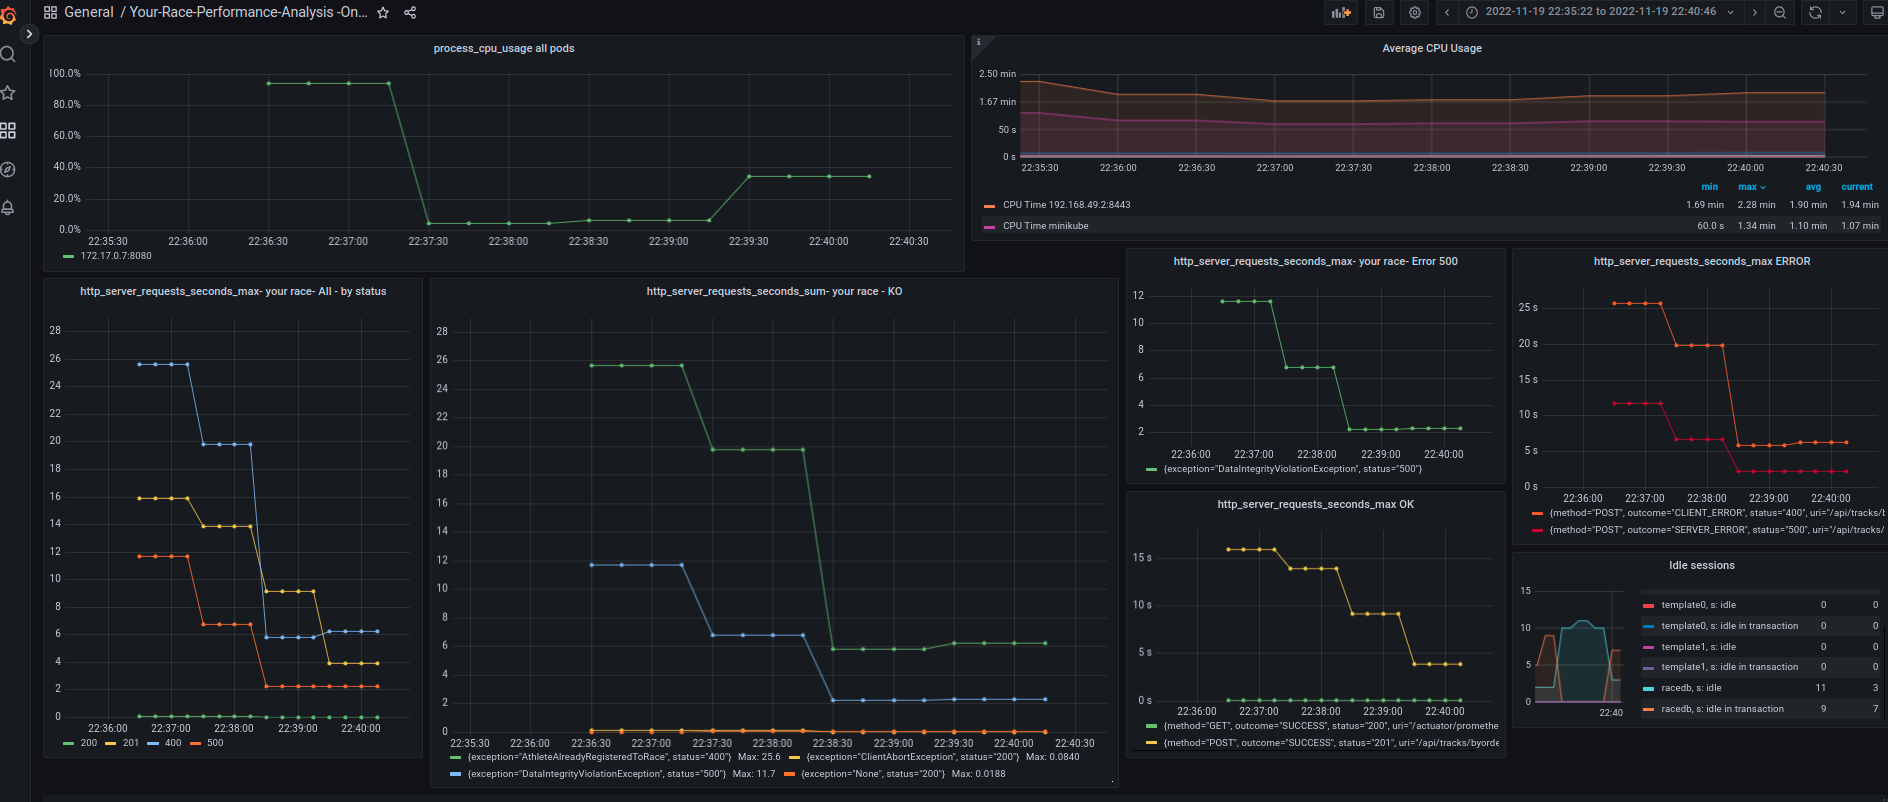 General / Your-Race-Performance-Analysis -On...
2022-11-19 22:35:22 to 2022-11-19 22:40:46
process_cpu_usage all pods
100.0%
80.0%
60.0%
40.0%
20.0%
0.0%
22:35:30 22:36:00 22:36:30 22:37:00 22:37:30 22:38:00 22:38:30 22:39:00 22:39:30 22:40:00 22:40:30
172.17.0.7:8080
i
Average CPU Usage
2.50 min
1.67 min
50 s
0 s
22:35:30 22:36:00 22:36:30 22:37:00 22:37:30 22:38:00 22:38:30 22:39:00 22:39:30 22:40:00 22:40:30
min max avg current
CPU Time 192.168.49.2:8443 1.69 min 2.28 min 1.90 min 1.94 min
CPU Time minikube 60.0 s 1.34 min 1.10 min 1.07 min
http_server_requests_seconds_max- your race- All - by status
28
26
24
22
20
18
16
14
12
10
8
6
4
2
0
22:36:00 22:37:00 22:38:00 22:39:00 22:40:00
200 201 400 500
http_server_requests_seconds_sum- your race - KO
28
26
24
22
20
18
16
14
12
10
8
6
4
2
0
22:35:30 22:36:00 22:36:30 22:37:00 22:37:30 22:38:00 22:38:30 22:39:00 22:39:30 22:40:00 22:40:30
{exception="AthleteAlreadyRegisteredToRace", status="400"} Max: 25.6 {exception="ClientAbortException", status="200"} Max: 0.0840
{exception="DataIntegrityViolationException", status="500"} Max: 11.7 {exception="None", status="200"} Max: 0.0188
http_server_requests_seconds_max- your race- Error 500
12
10
8
6
4
2
22:36:00 22:37:00 22:38:00 22:39:00 22:40:00
{exception="DataIntegrityViolationException", status="500"}
http_server_requests_seconds_max OK
15 s
10 s
5 s
0 s
22:36:00 22:37:00 22:38:00 22:39:00 22:40:00
{method="GET", outcome="SUCCESS", status="200", uri="/actuator/promethe
{method="POST", outcome="SUCCESS", status="201", uri="/api/tracks/byorde
http_server_requests_seconds_max ERROR
25 s
20 s
15 s
10 s
5 s
0 s
22:36:00 22:37:00 22:38:00 22:39:00 22:40:00
{method="POST", outcome="CLIENT_ERROR", status="400", uri="/api/tracks/b
{method="POST", outcome="SERVER_ERROR", status="500", uri="/api/tracks/
Idle sessions
15
10
5
0
22:40
template0, s: idle 0 0
template0, s: idle in transaction 0 0
template1, s: idle 0 0
template1, s: idle in transaction 0 0
racedb, s: idle 11 3
racedb, s: idle in transaction 9 7